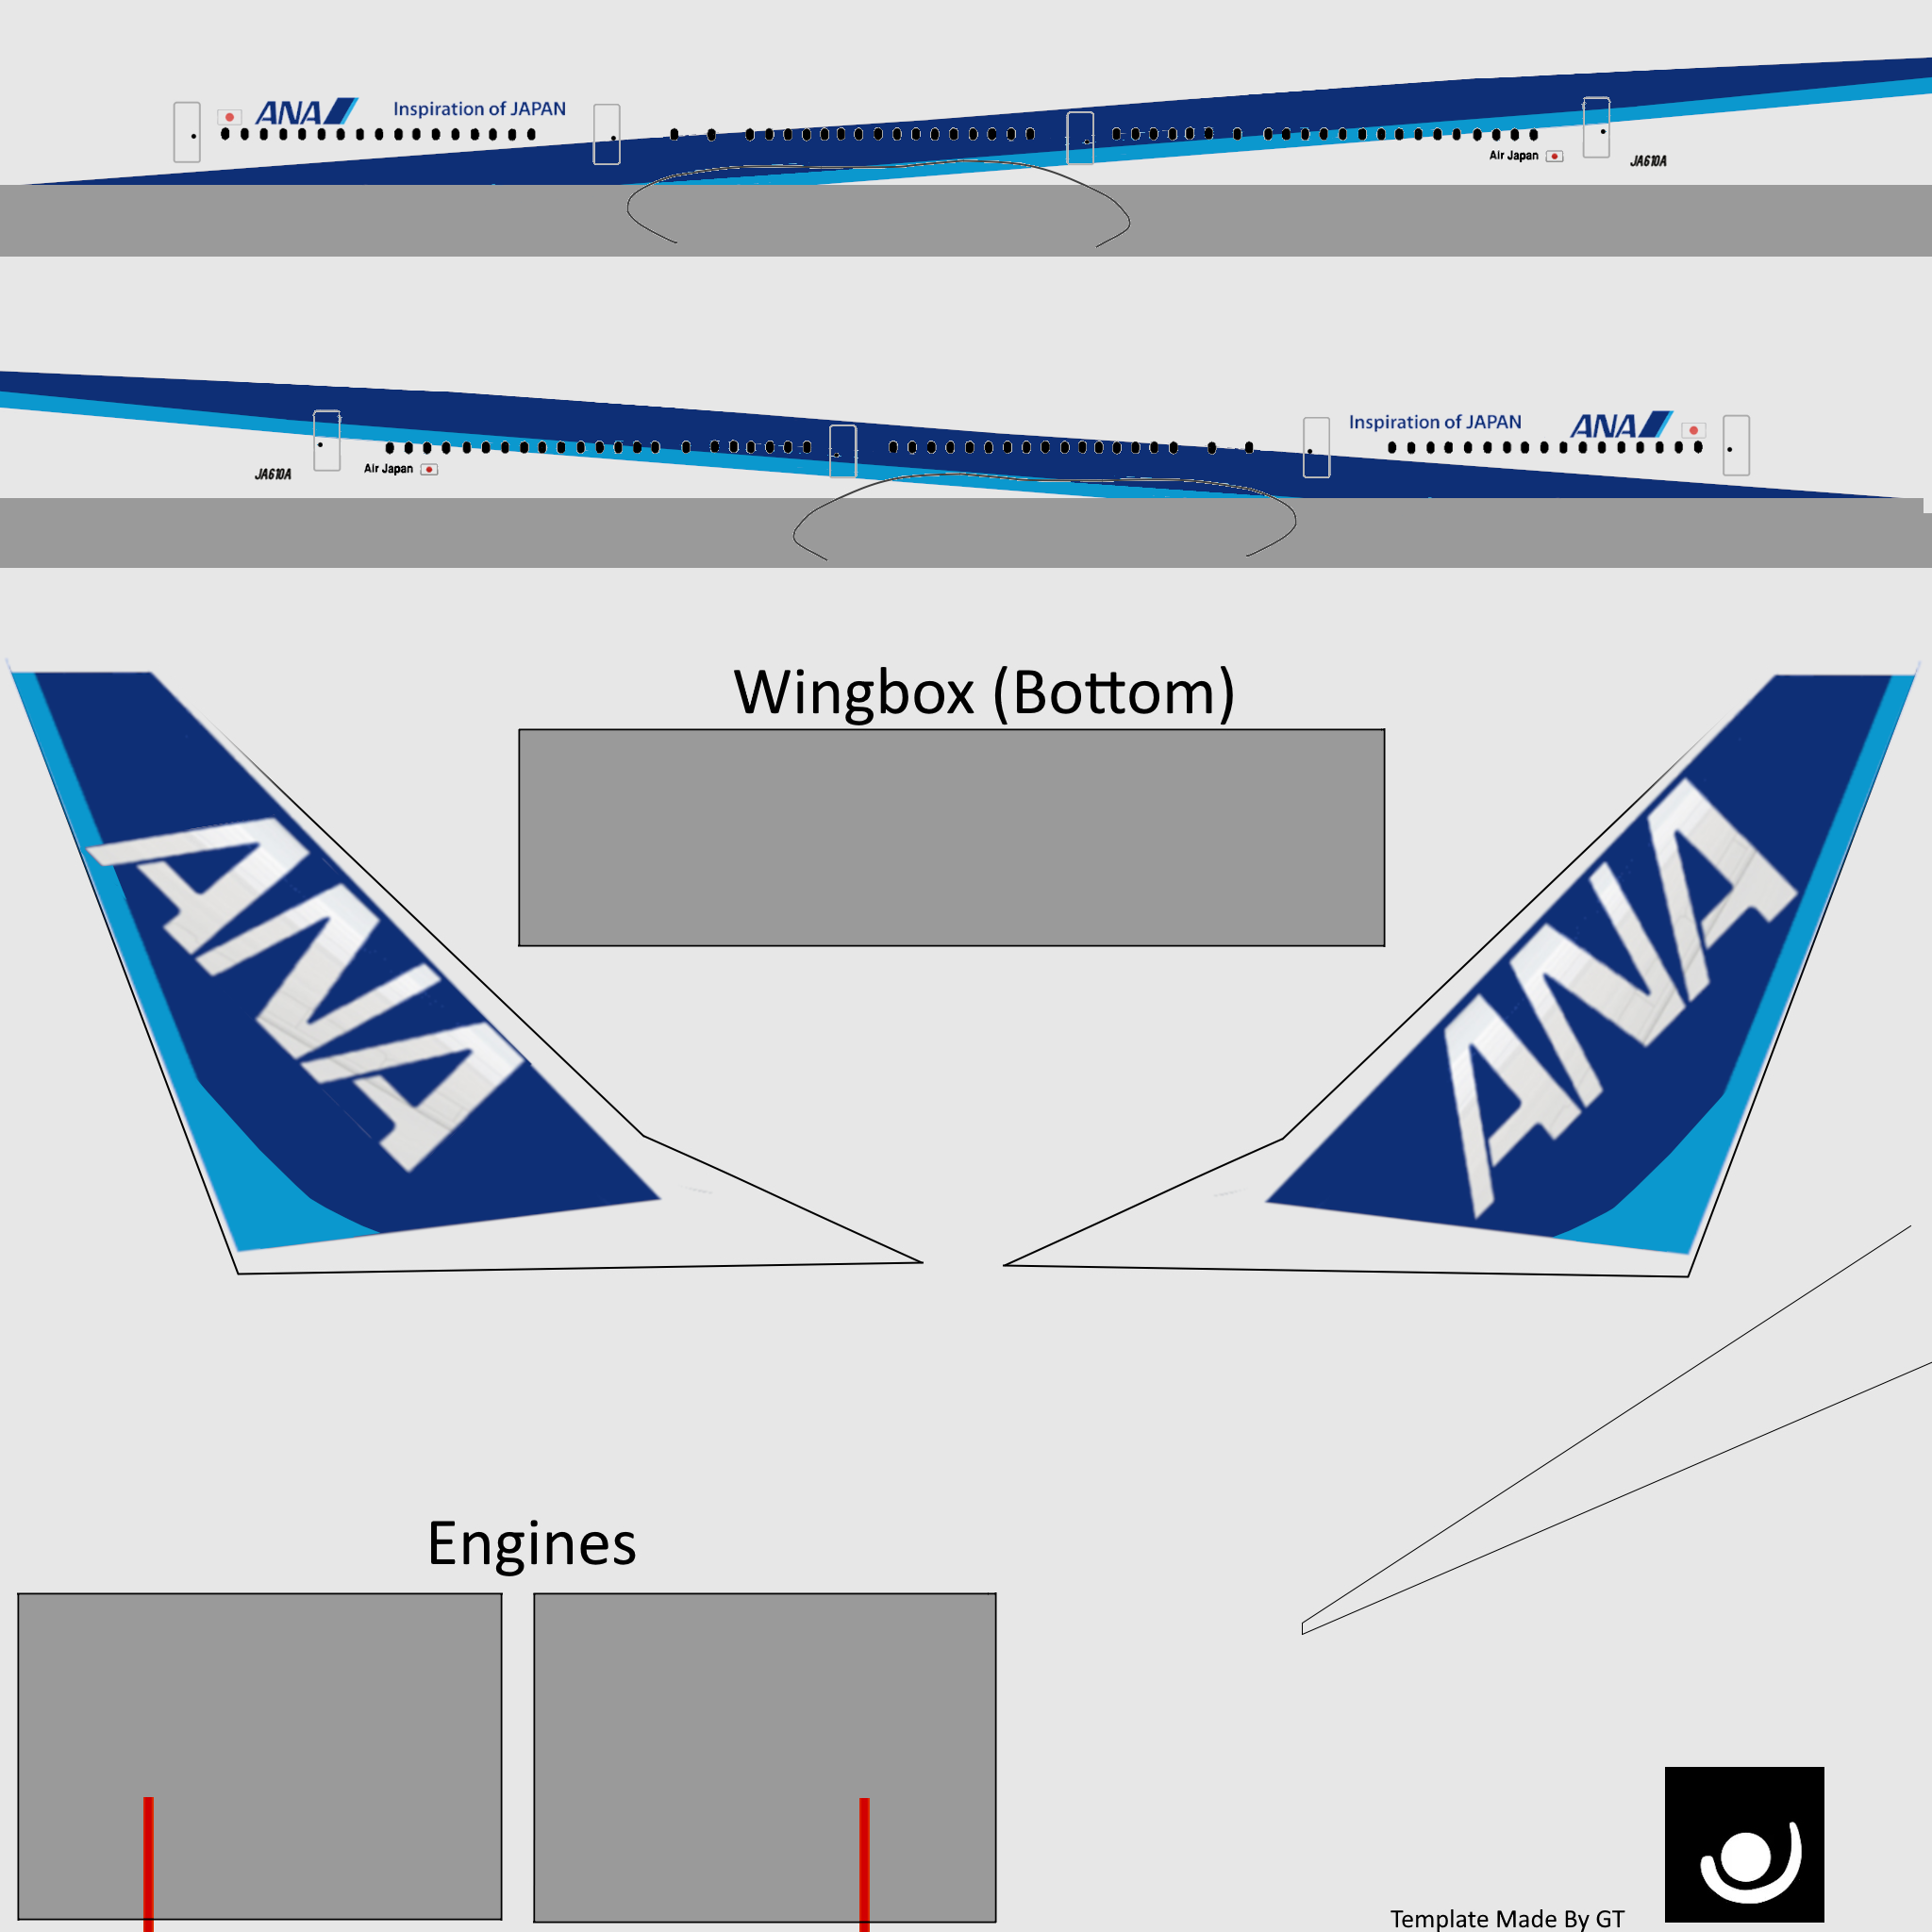 ANA Inspiration of JAPAN
Air Japan JA610A
Inspiration of JAPAN ANA
JA610A Air Japan
Wingbox (Bottom)
ANA
ANA
Engines
Template Made By GT